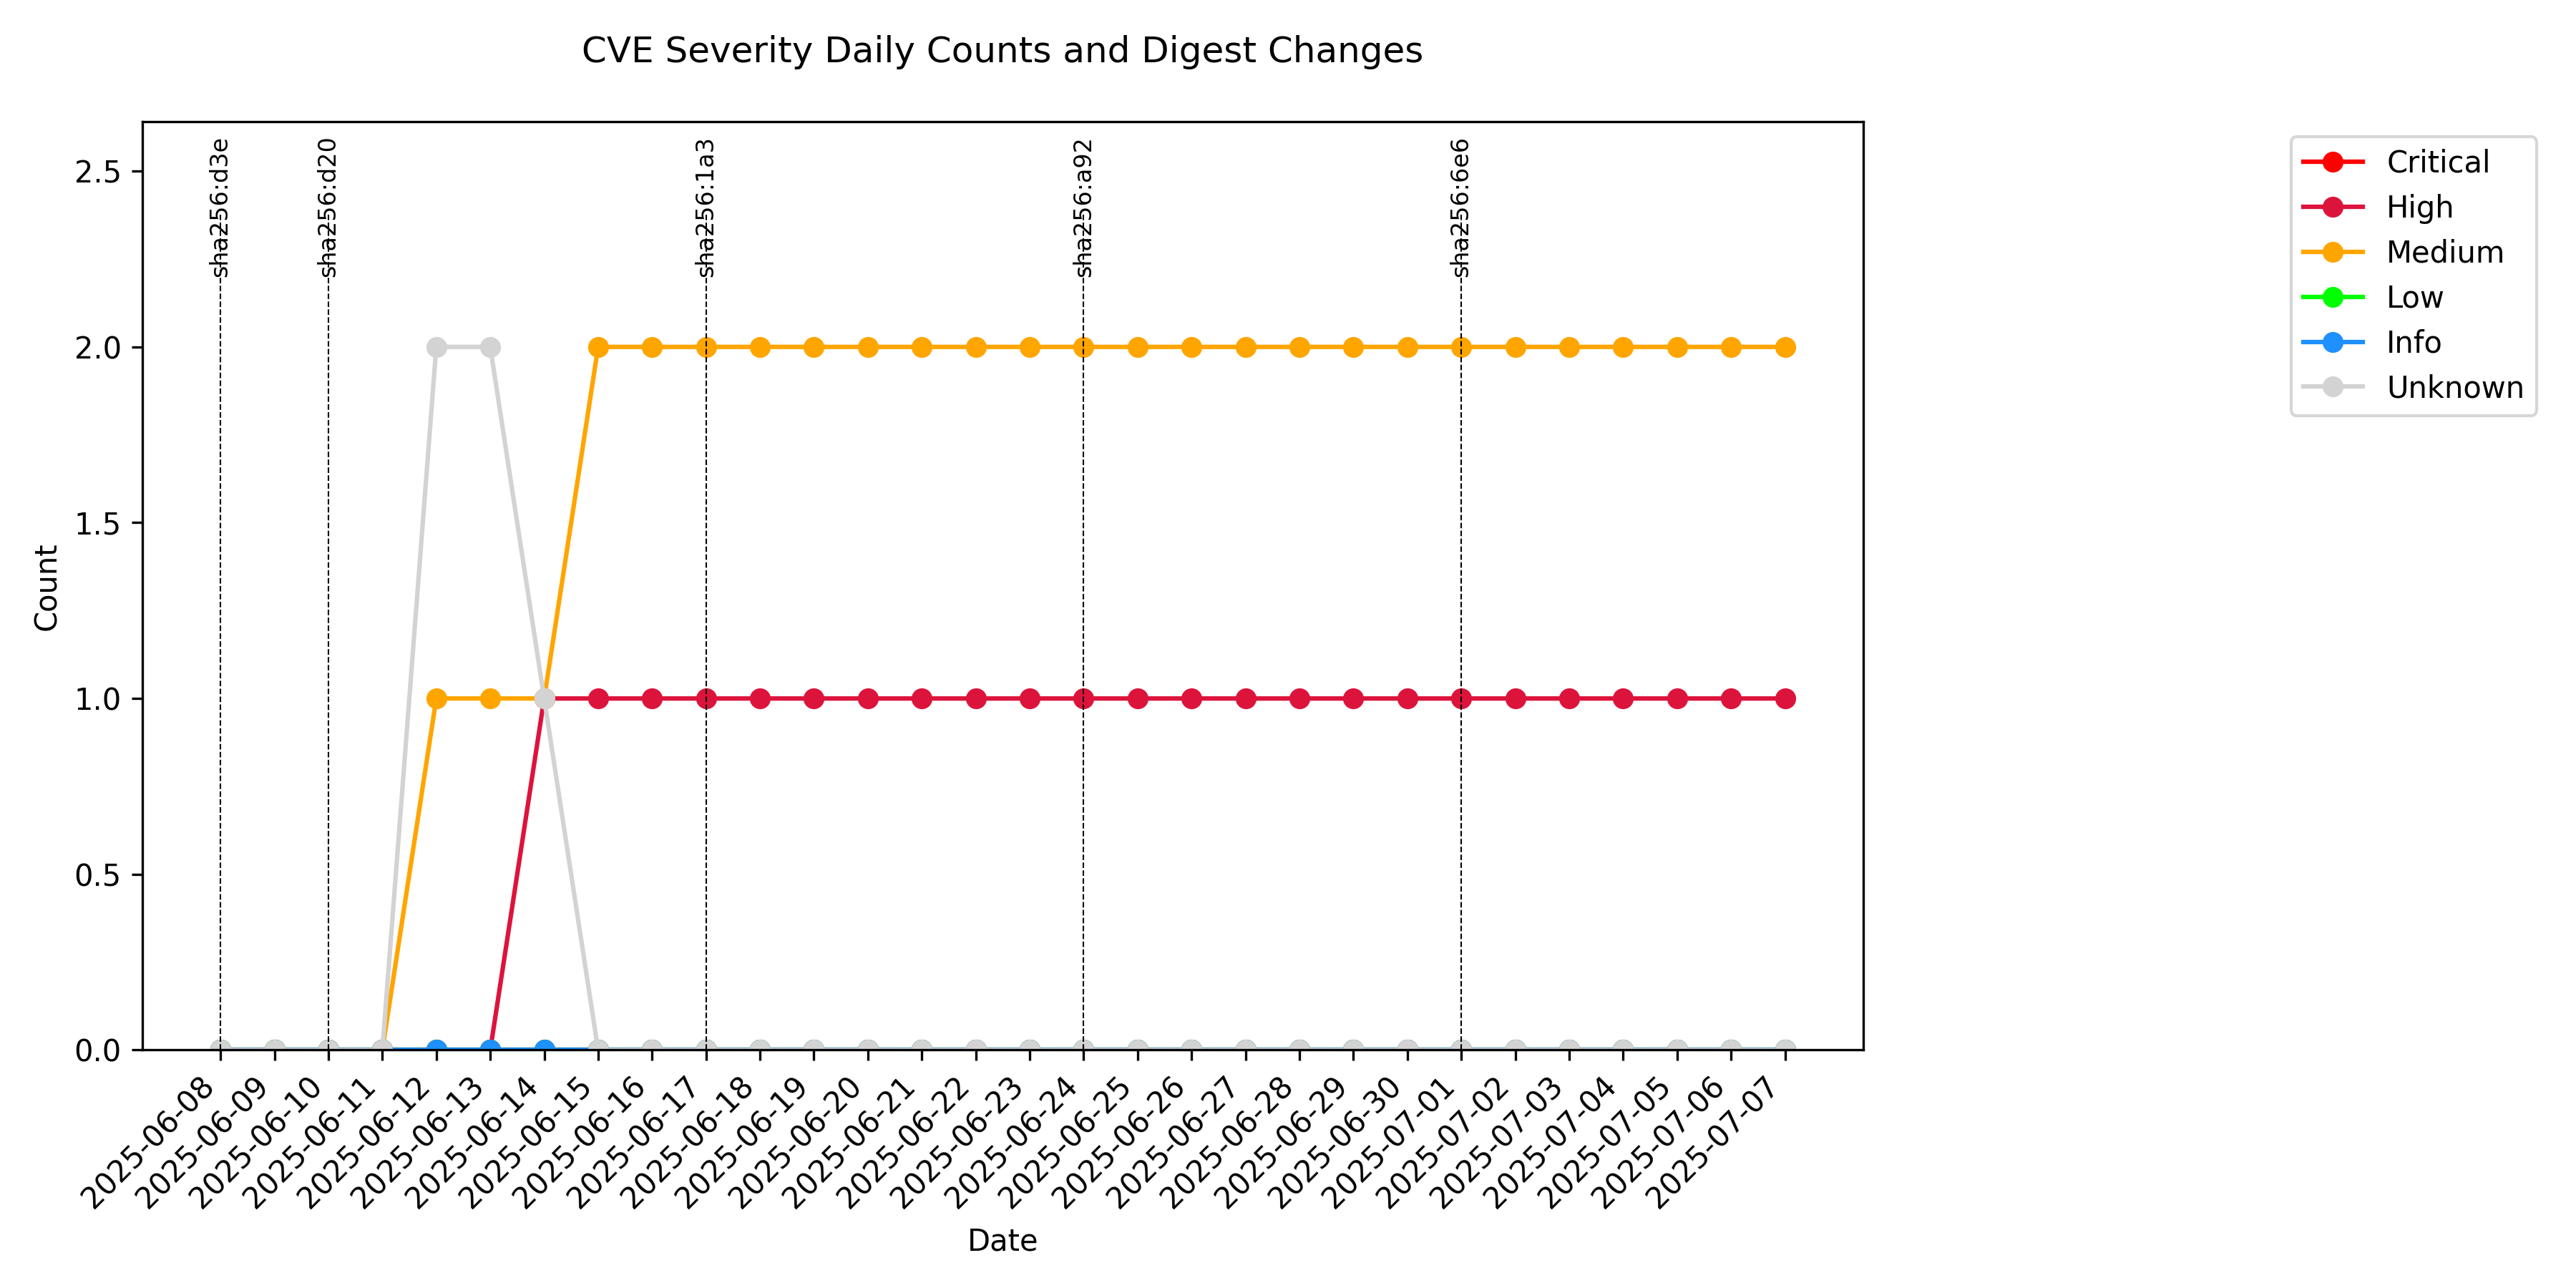 CVE Severity Daily Counts and Digest Changes
sha256:d3e
sha256:d20
sha256:1a3
sha256:a92
sha256:6e6
Critical
High
Medium
Low
Info
Unknown
2.5
2.0
1.5
1.0
0.5
0.0
Count
2025-06-08
2025-06-09
2025-06-10
2025-06-11
2025-06-12
2025-06-13
2025-06-14
2025-06-15
2025-06-16
2025-06-17
2025-06-18
2025-06-19
2025-06-20
2025-06-21
2025-06-22
2025-06-23
2025-06-24
2025-06-25
2025-06-26
2025-06-27
2025-06-28
2025-06-29
2025-06-30
2025-07-01
2025-07-02
2025-07-03
2025-07-04
2025-07-05
2025-07-06
2025-07-07
Date